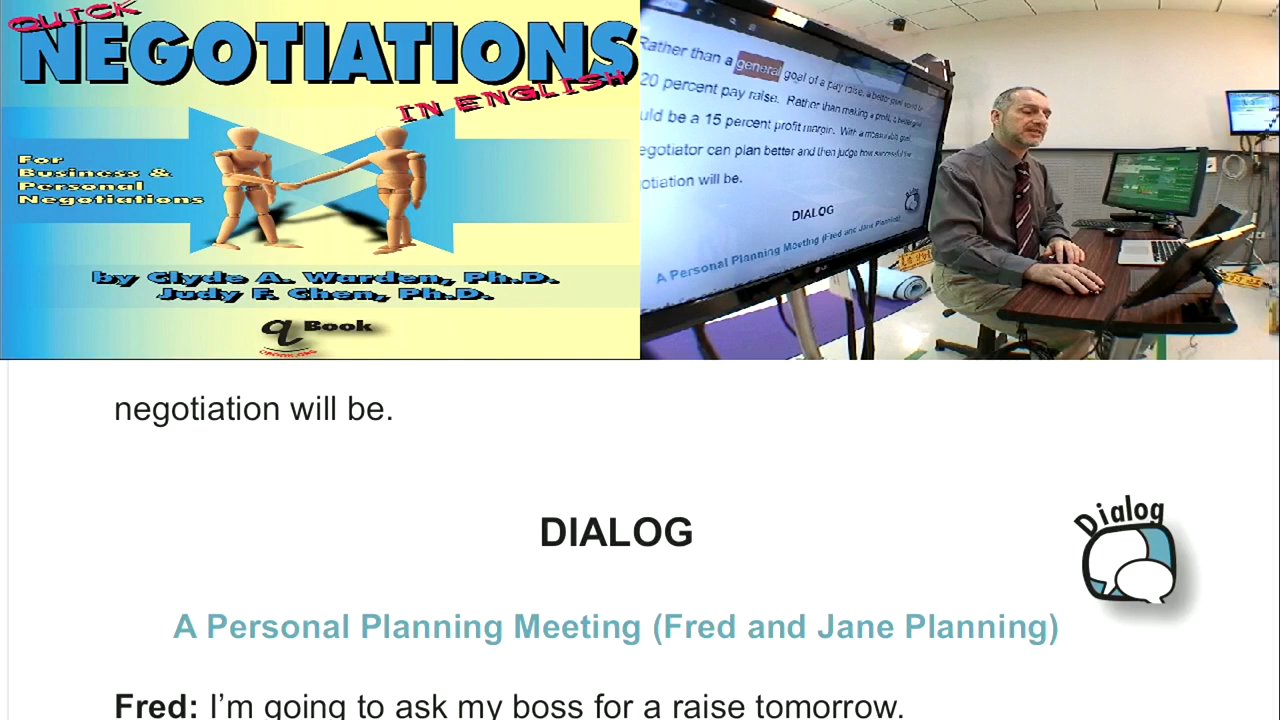 QUICK
NEGOTIATIONS
IN ENGLISH
For
Business &
Personal
Negotiations
by Clyde A. Warden, Ph.D.
Judy F. Chen, Ph.D.
q Book
Rather than a general goal of a pay raise, a better goal would be
20 percent pay raise. Rather than making a profit, a better goal
uld be a 15 percent profit margin. With a measurable goal,
egotiator can plan better and then judge how successful the
otiation will be.
DIALOG
A Personal Planning Meeting (Fred and Jane Planning)
LG
negotiation will be.
DIALOG
Dialog
A Personal Planning Meeting (Fred and Jane Planning)
Fred: I'm going to ask my boss for a raise tomorrow.